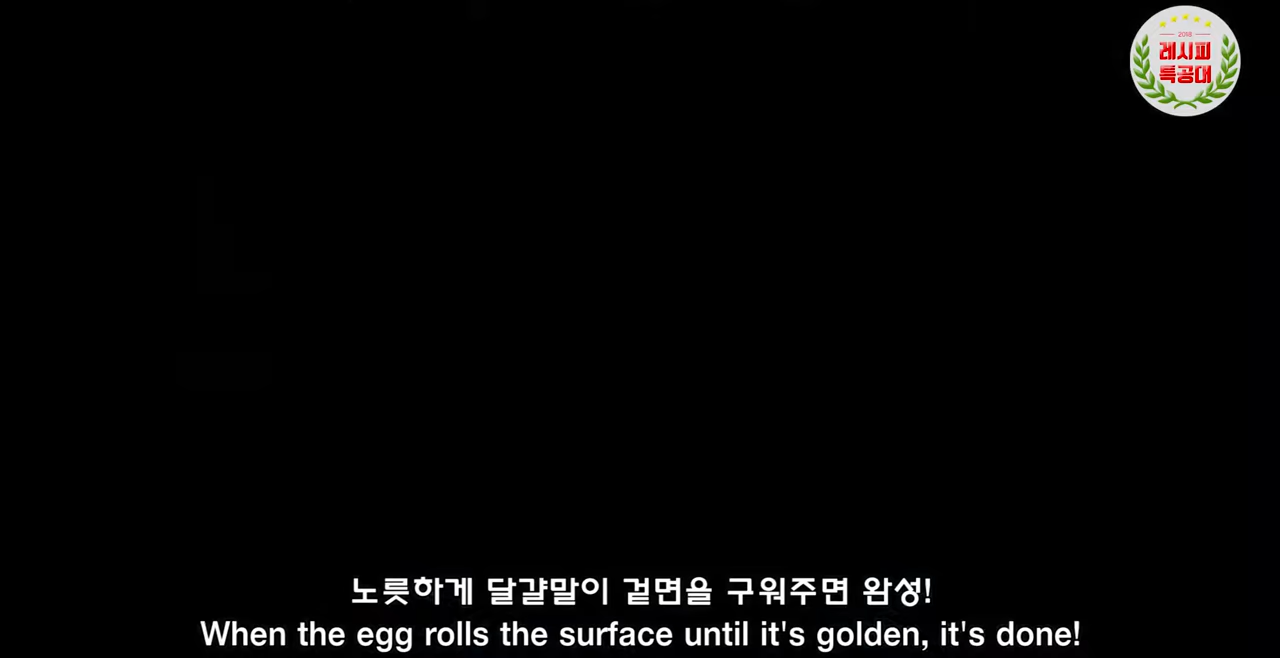 2018
레시피
특공대
노릇하게 달걀말이 겉면을 구워주면 완성!
When the egg rolls the surface until it's golden, it's done!